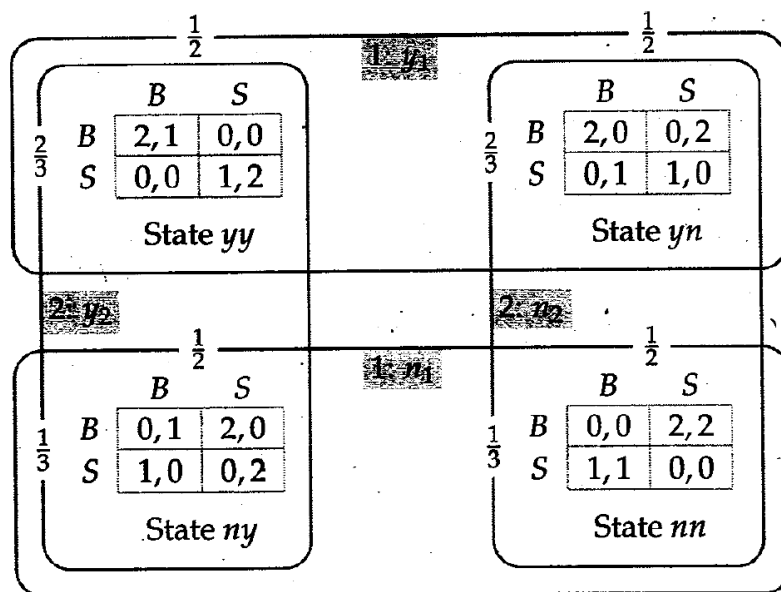 1/2 1/2
1: y₁
B S B S
2/3 B 2, 1 0, 0 2/3 B 2, 0 0, 2
S 0, 0 1, 2 S 0, 1 1, 0
State yy State yn
2: y₂ 2: n₂
1/2 1/2
1: n₁
B S B S
1/3 B 0, 1 2, 0 1/3 B 0, 0 2, 2
S 1, 0 0, 2 S 1, 1 0, 0
State ny State nn